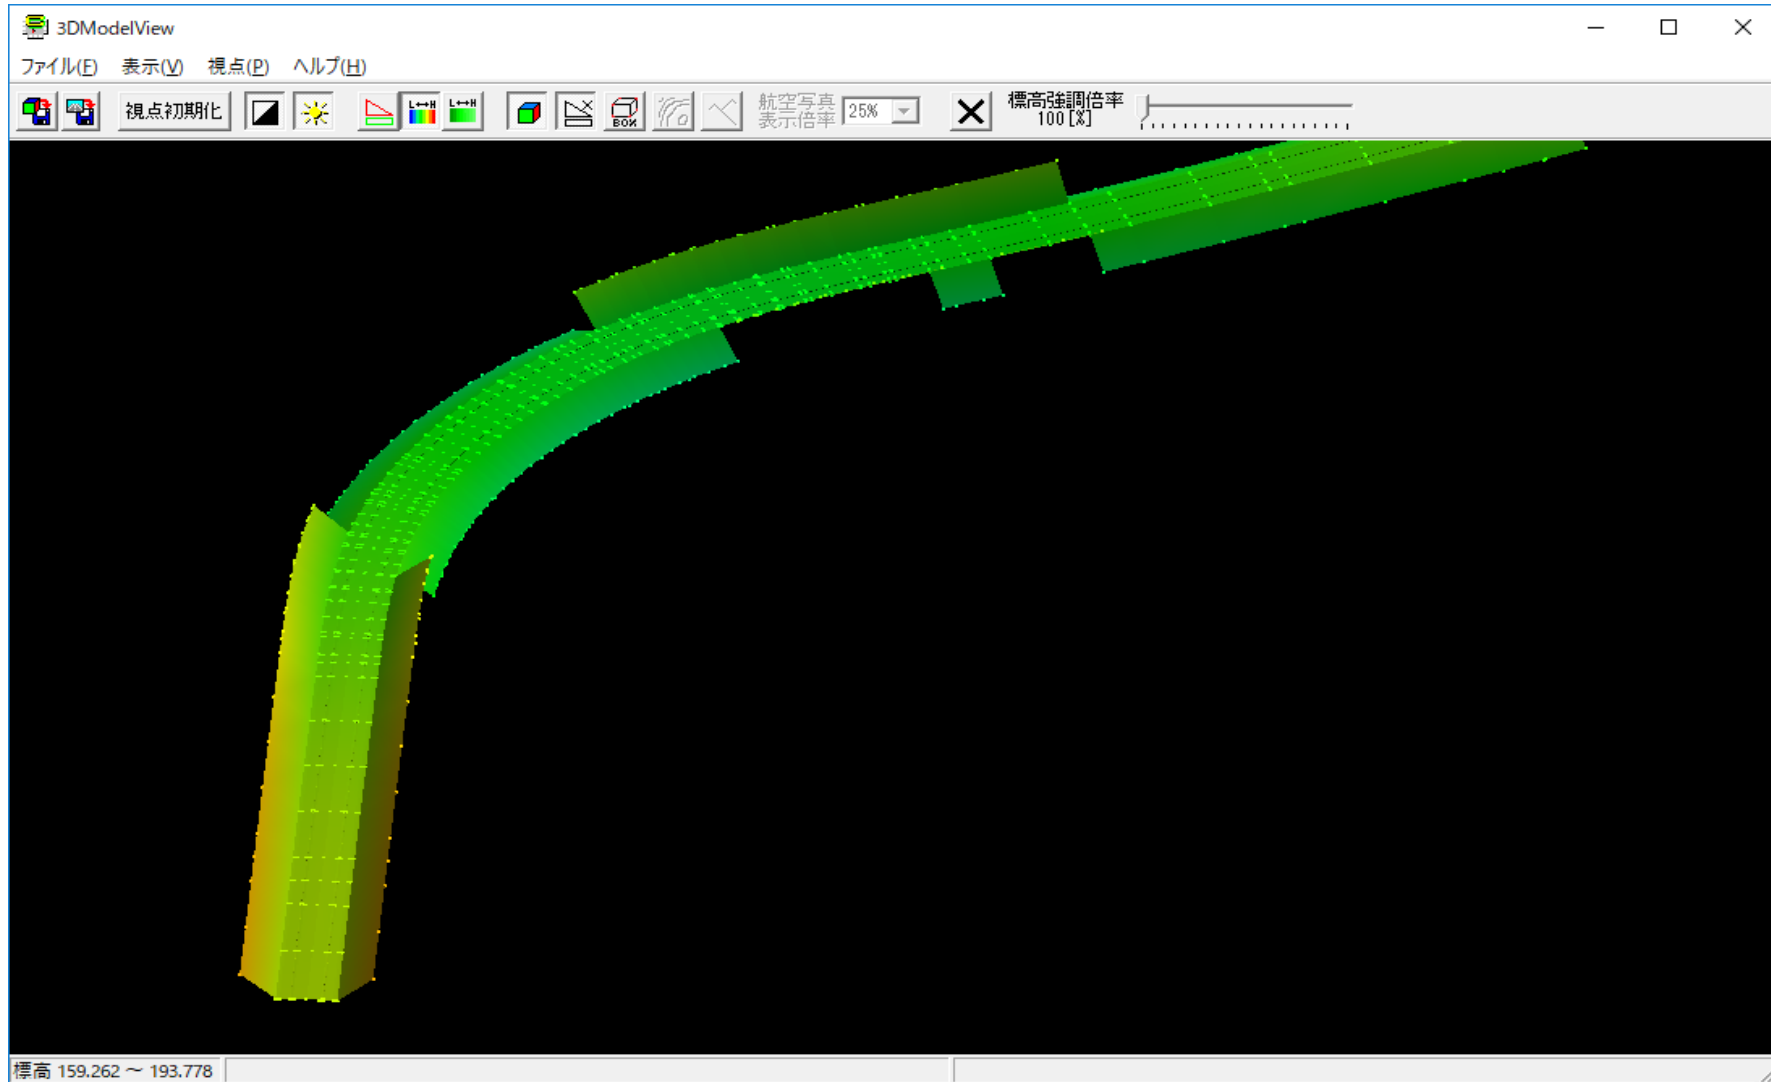 3DModelView
ファイル(F) 表示(V) 視点(P) ヘルプ(H)
視点初期化
L↔H
L↔H
BOX
航空写真
表示倍率
25%
標高強調倍率
100[%]
標高 159.262 ～ 193.778